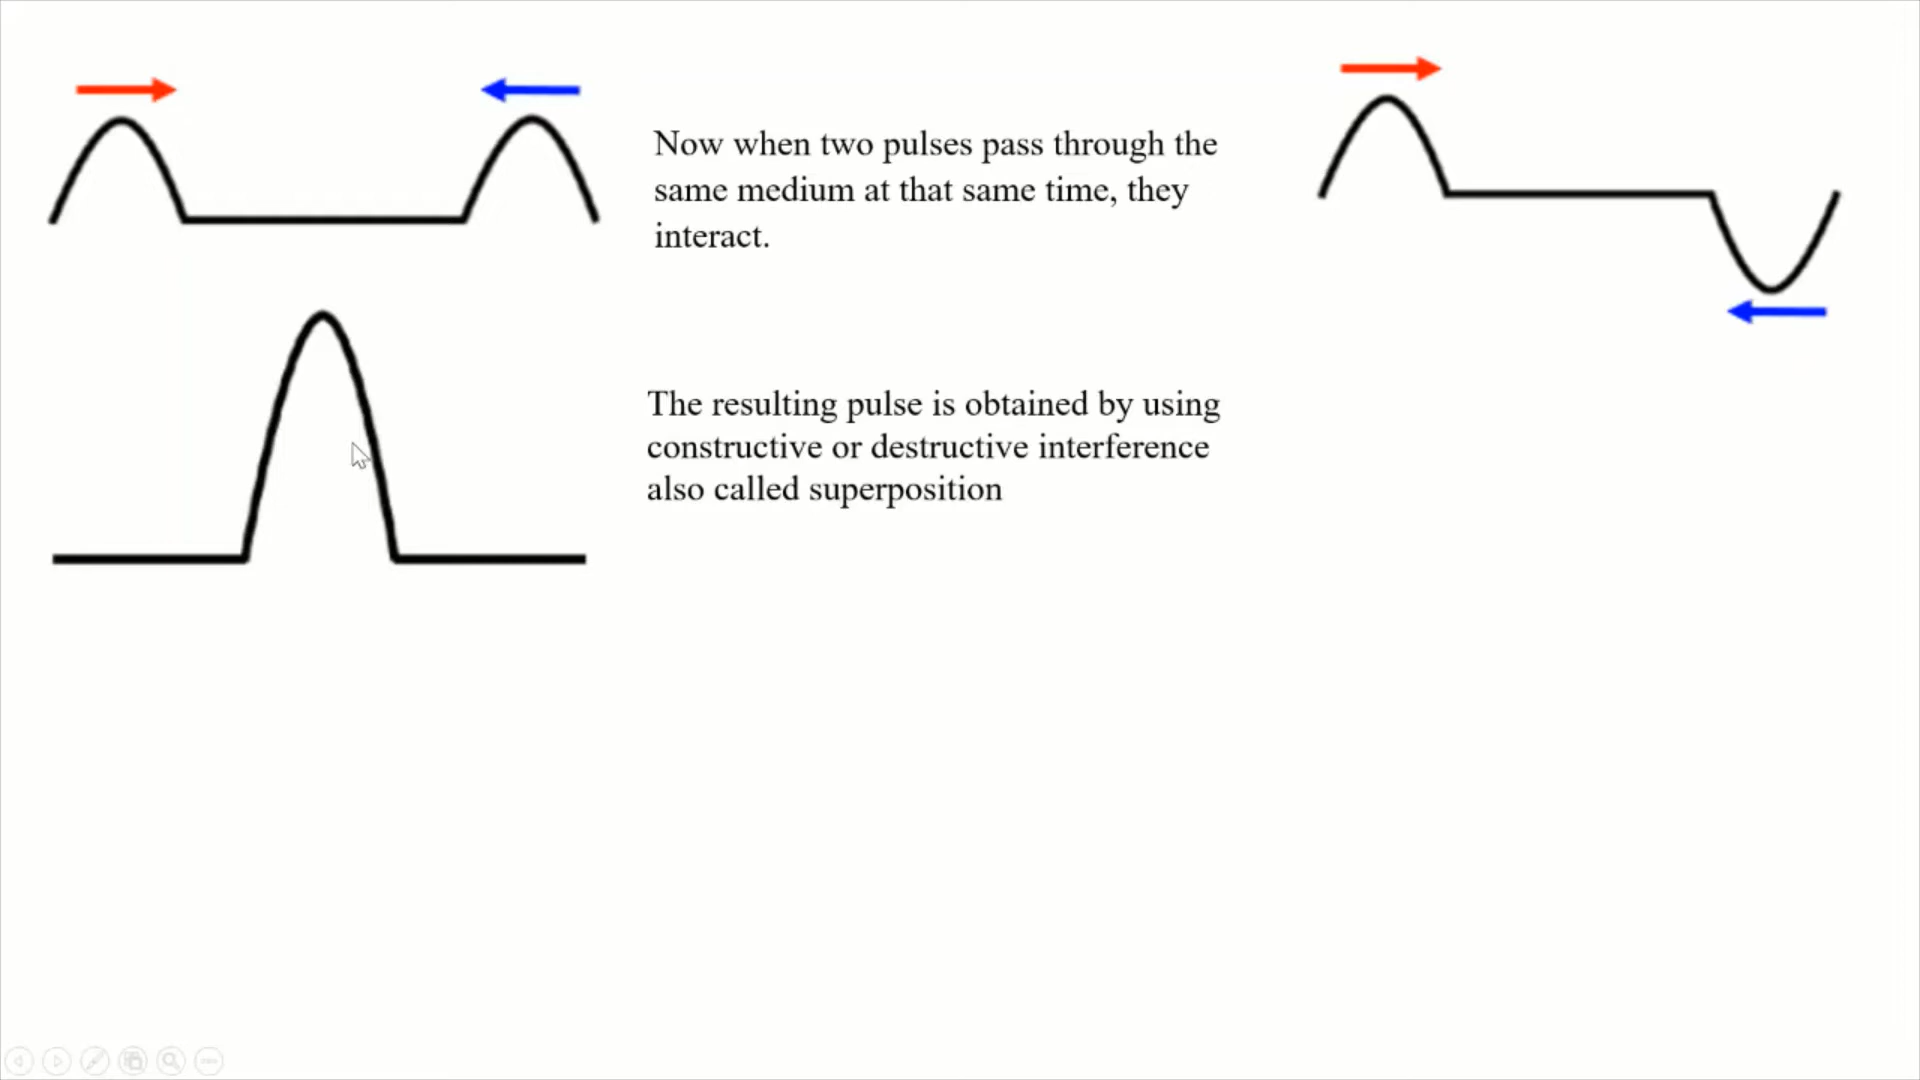 Now when two pulses pass through the
same medium at that same time, they
interact.
The resulting pulse is obtained by using
constructive or destructive interference
also called superposition